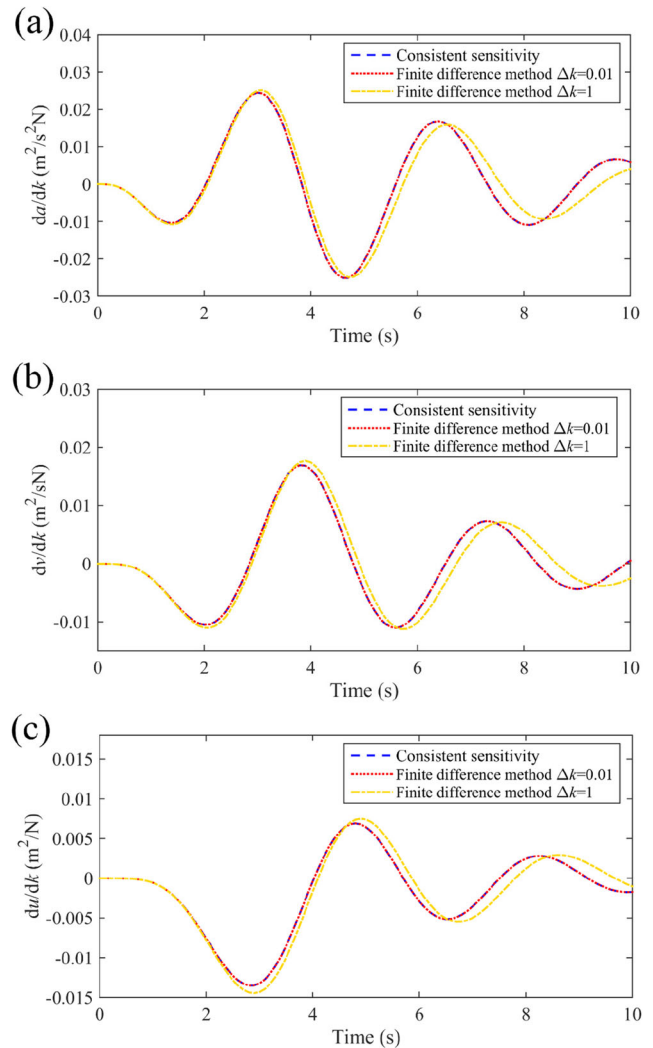 (a)
0.04
0.03
0.02
0.01
0
-0.01
-0.02
-0.03
da/dk (m²/s²N)
Consistent sensitivity
Finite difference method Δk=0.01
Finite difference method Δk=1
0 2 4 6 8 10
Time (s)
(b)
0.03
0.02
0.01
0
-0.01
dv/dk (m²/sN)
Consistent sensitivity
Finite difference method Δk=0.01
Finite difference method Δk=1
0 2 4 6 8 10
Time (s)
(c)
0.015
0.01
0.005
0
-0.005
-0.01
-0.015
du/dk (m²/N)
Consistent sensitivity
Finite difference method Δk=0.01
Finite difference method Δk=1
0 2 4 6 8 10
Time (s)